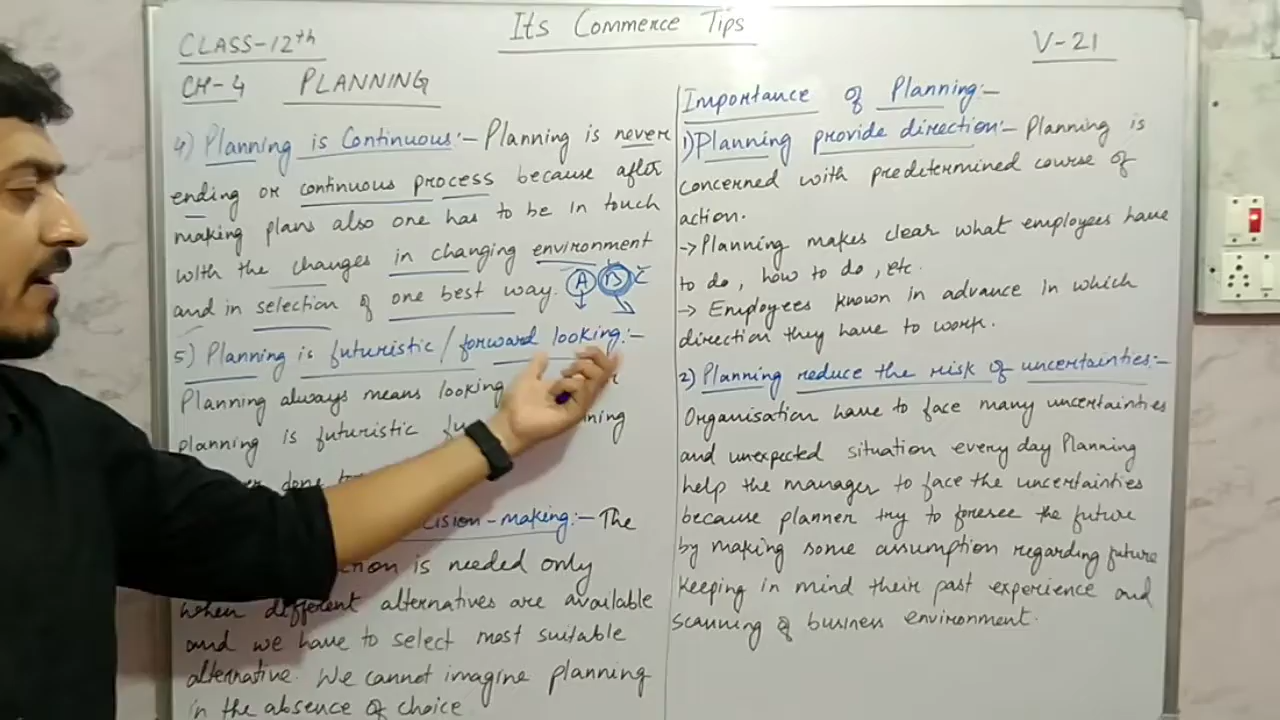 Its Commerce Tips
CLASS-12th
V-21
CH-4 PLANNING
4) Planning is Continuous:- Planning is never
ending or continuous process because after
making plans also one has to be in touch
with the changes in changing environment
and in selection of one best way. A B C
5) Planning is futuristic / forward looking:-
Planning always means looking
planning is futuristic
done
cision-making:- The
is needed only
when different alternatives are available
and we have to select most suitable
alternative. We cannot imagine planning
in the absence of choice
Importance of Planning:-
1) Planning provide direction:- Planning is
concerned with predetermined course of
action.
→ Planning makes clear what employees have
to do, how to do, etc.
→ Employees known in advance in which
direction they have to work.
2) Planning reduce the risk of uncertainties:-
Organisation have to face many uncertainties
and unexpected situation every day Planning
help the manager to face the uncertainties
because planner try to foresee the future
by making some assumption regarding future
keeping in mind their past experience and
scanning of business environment.